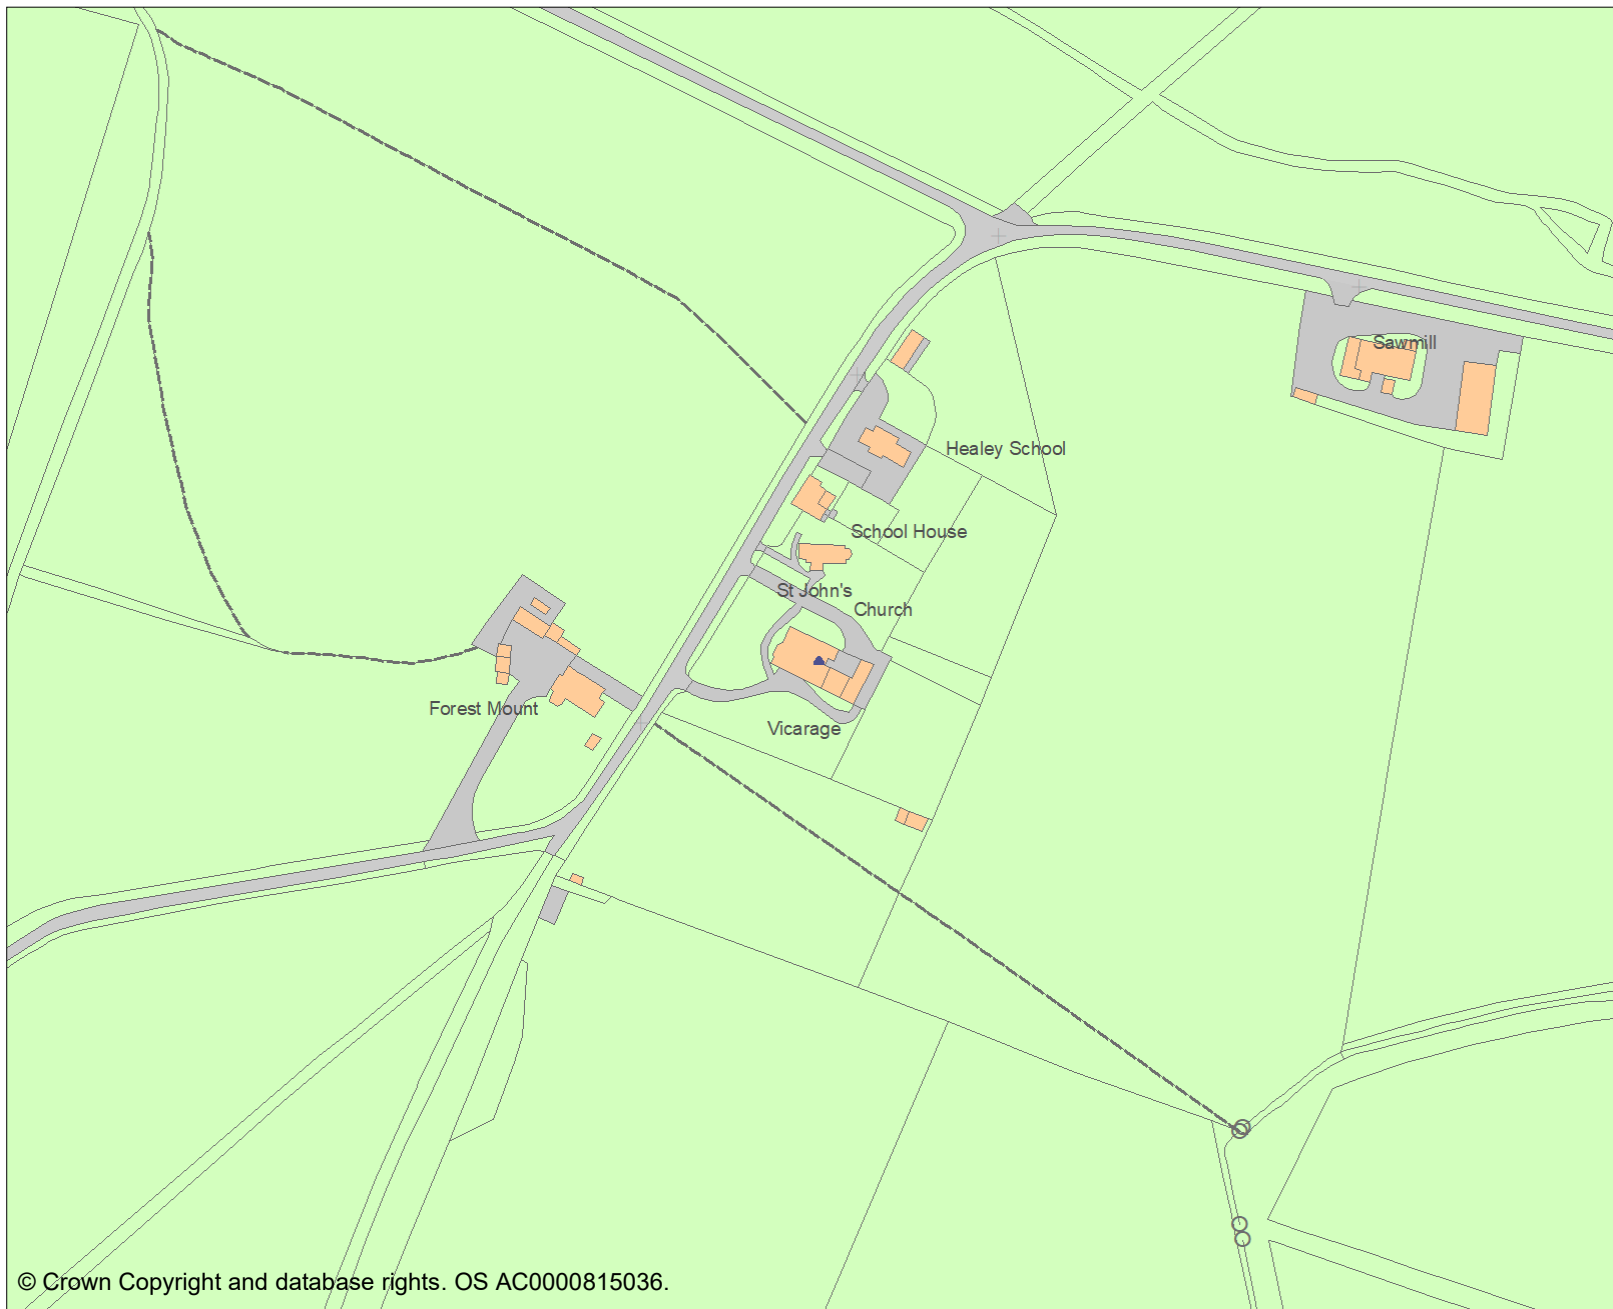 Sawmill
Healey School
School House
St John's
Church
Forest Mount
Vicarage
© Crown Copyright and database rights. OS AC0000815036.